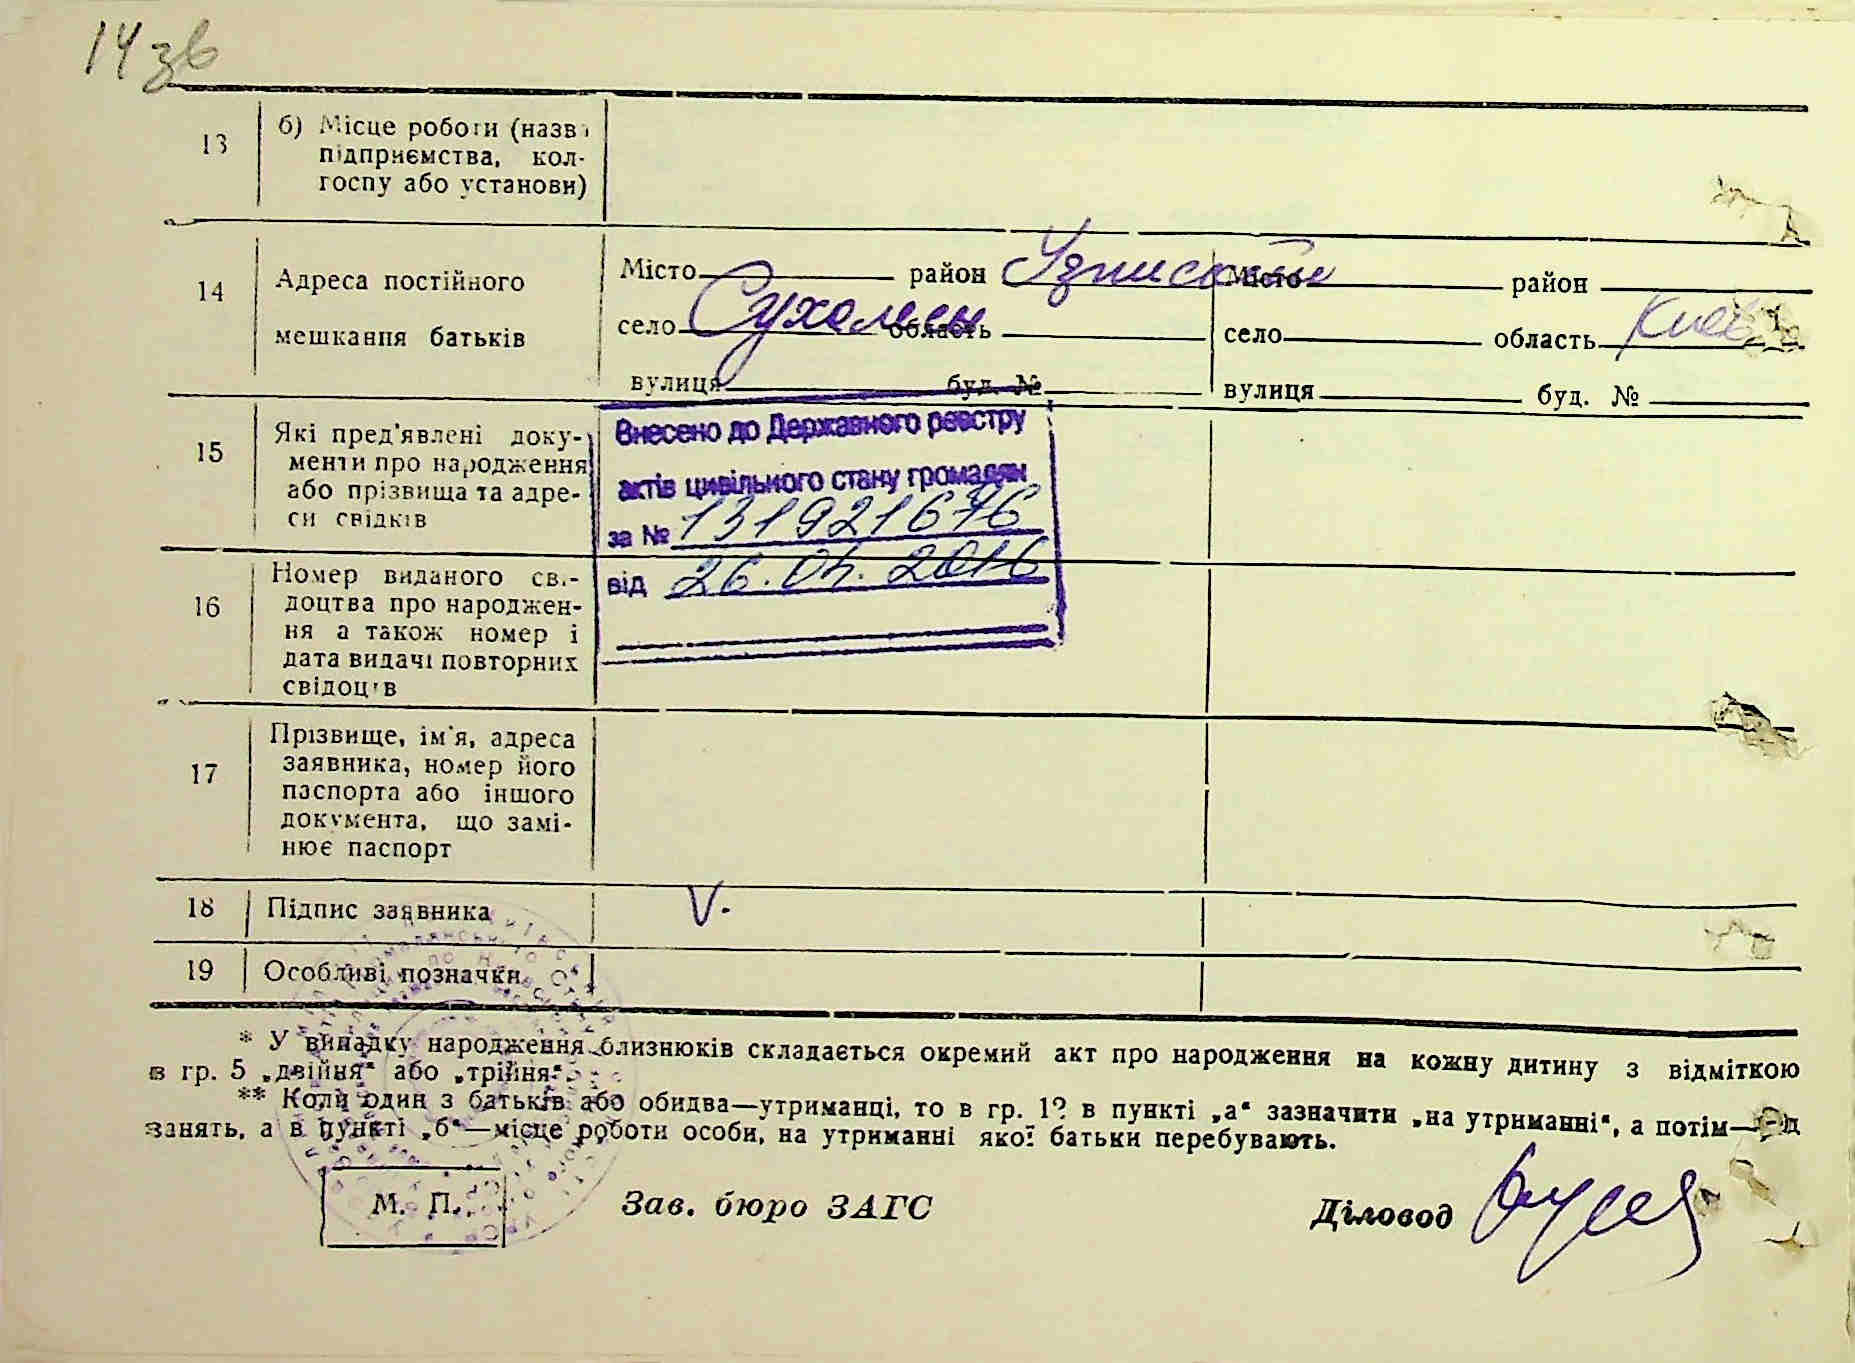 14 зв
13 б) Місце роботи (назва
підприємства, кол-
госпу або установи)
14 Адреса постійного
мешкання батьків
Місто район Місто район
село область село область Киев
вулиця буд. № вулиця буд. №
15 Які пред'явлені доку-
менти про народження
або прізвища та адре-
си свідків
Внесено до Державного реєстру
актів цивільного стану громадян
за № 131921676
від 26.04.2016
16 Номер виданого сві-
доцтва про народжен-
ня а також номер і
дата видачі повторних
свідоцтв
17 Прізвище, ім'я, адреса
заявника, номер його
паспорта або іншого
документа, що замі-
нює паспорт
18 Підпис заявника V.
19 Особливі позначки
* У випадку народження близнюків складається окремий акт про народження на кожну дитину з відміткою
в гр. 5 „двійня“ або „трійня“.
** Коли один з батьків або обидва—утриманці, то в гр. 12 в пункті „а“ зазначити „на утриманні“, а потім—рід
занять, а в пункті „б“—місце роботи особи, на утриманні якої батьки перебувають.
М. П. Зав. бюро ЗАГС Діловод